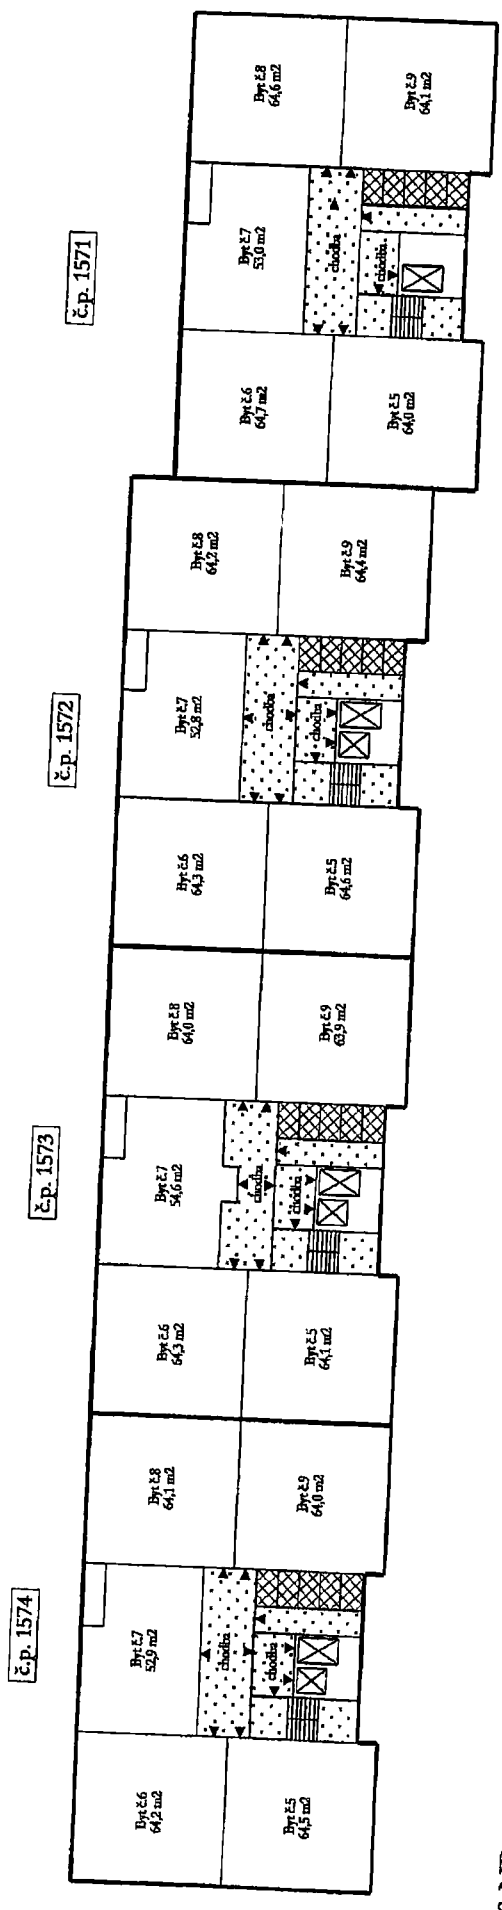 č.p. 1571
Byt č.8
64,6 m2
Byt č.9
64,1 m2
Byt č.7
53,0 m2
chodba
chodba
Byt č.6
64,7 m2
Byt č.5
64,0 m2
č.p. 1572
Byt č.8
64,2 m2
Byt č.9
64,4 m2
Byt č.7
52,8 m2
chodba
chodba
Byt č.6
64,3 m2
Byt č.5
64,6 m2
č.p. 1573
Byt č.8
64,0 m2
Byt č.9
63,9 m2
Byt č.7
54,6 m2
chodba
chodba
Byt č.6
64,3 m2
Byt č.5
64,1 m2
č.p. 1574
Byt č.8
64,1 m2
Byt č.9
64,0 m2
Byt č.7
52,9 m2
chodba
chodba
Byt č.6
64,2 m2
Byt č.5
64,5 m2